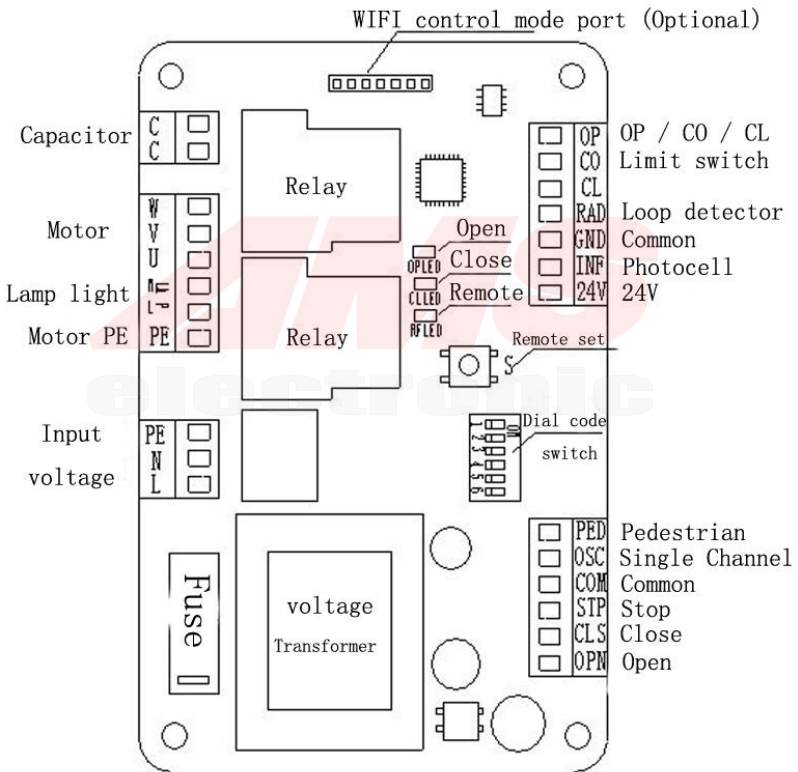 WIFI control mode port (Optional)
Capacitor
C
C
Motor
W
V
U
Lamp light
LMP
L
Motor PE
PE
Input
voltage
PE
N
L
Fuse
Relay
Relay
voltage
Transformer
OP
CO
CL
RAD
GND
INF
24V
OP / CO / CL
Limit switch
Loop detector
Common
Photocell
24V
Open
OPLED
Close
CLLED
Remote
RFLED
Remote set
S
Dial code
switch
ON
1
2
3
4
5
6
PED
OSC
COM
STP
CLS
OPN
Pedestrian
Single Channel
Common
Stop
Close
Open
AMS
electronic